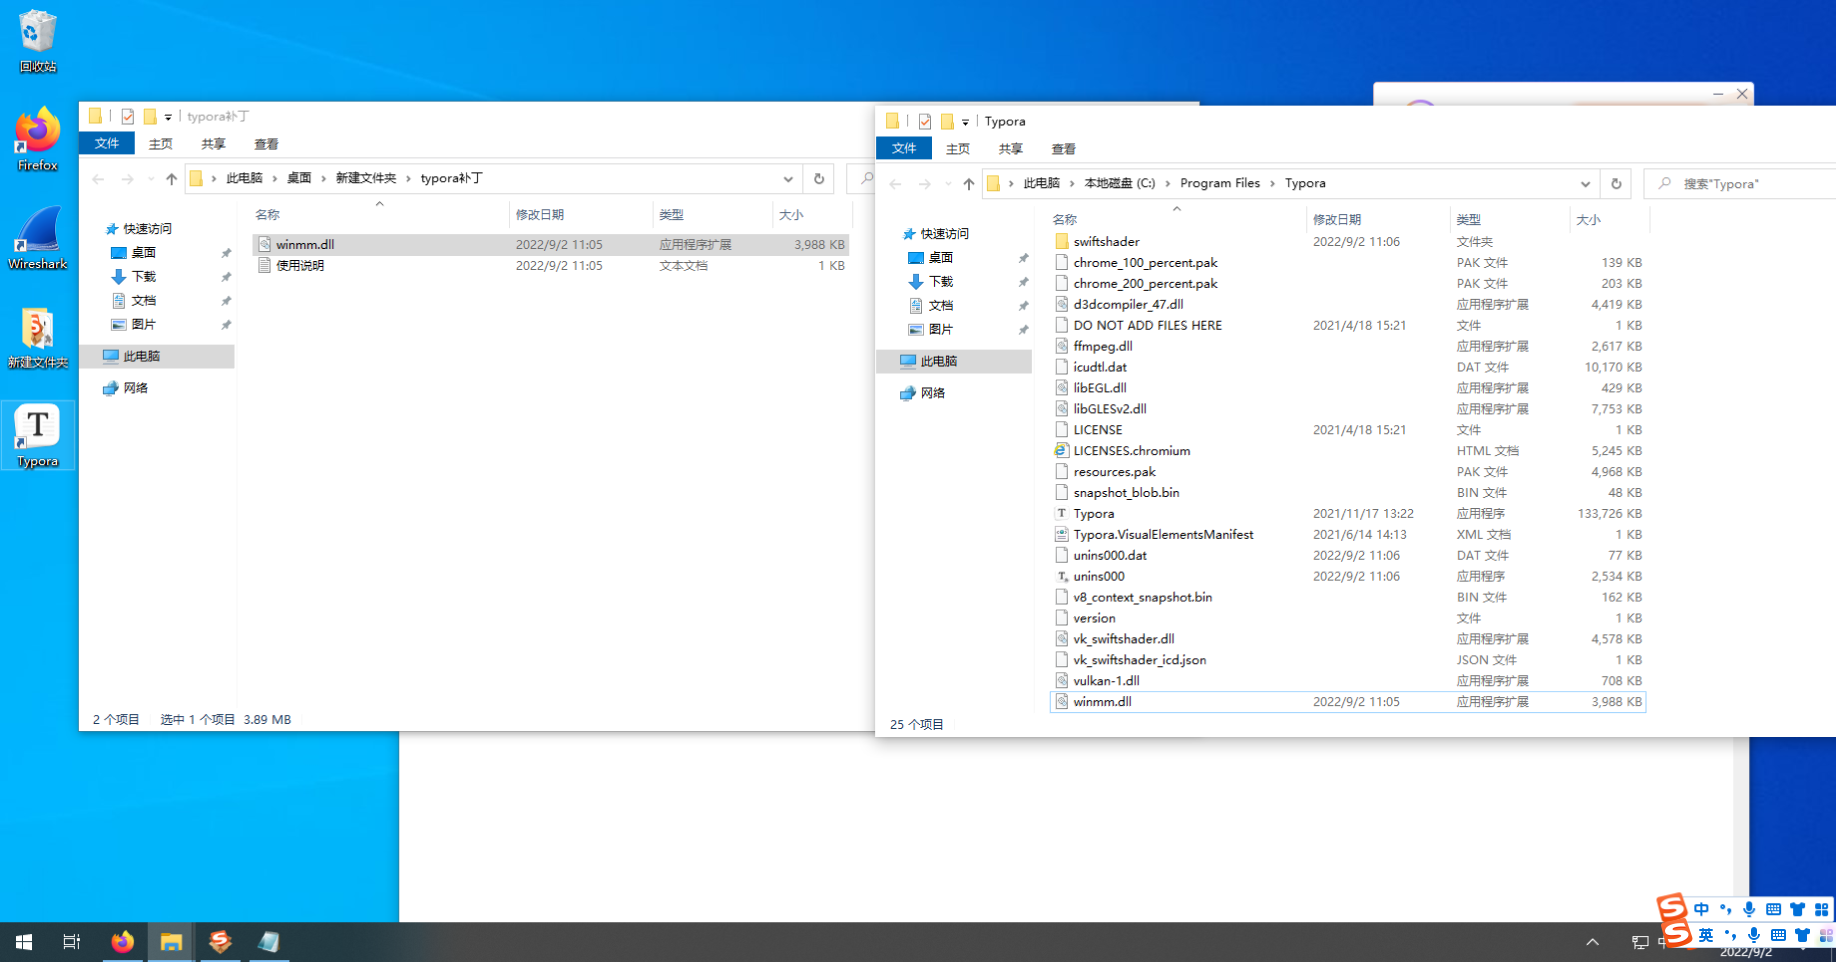 回收站
Firefox
Wireshark
新建文件夹
Typora
typora补丁
文件 主页 共享 查看
此电脑 桌面 新建文件夹 typora补丁
快速访问
桌面
下载
文档
图片
此电脑
网络
名称 修改日期 类型 大小
winmm.dll 2022/9/2 11:05 应用程序扩展 3,988 KB
使用说明 2022/9/2 11:05 文本文档 1 KB
2 个项目 选中 1 个项目 3.89 MB
Typora
文件 主页 共享 查看
此电脑 本地磁盘 (C:) Program Files Typora
搜索"Typora"
快速访问
桌面
下载
文档
图片
此电脑
网络
名称 修改日期 类型 大小
swiftshader 2022/9/2 11:06 文件夹
chrome_100_percent.pak PAK 文件 139 KB
chrome_200_percent.pak PAK 文件 203 KB
d3dcompiler_47.dll 应用程序扩展 4,419 KB
DO NOT ADD FILES HERE 2021/4/18 15:21 文件 1 KB
ffmpeg.dll 应用程序扩展 2,617 KB
icudtl.dat DAT 文件 10,170 KB
libEGL.dll 应用程序扩展 429 KB
libGLESv2.dll 应用程序扩展 7,753 KB
LICENSE 2021/4/18 15:21 文件 1 KB
LICENSES.chromium HTML 文档 5,245 KB
resources.pak PAK 文件 4,968 KB
snapshot_blob.bin BIN 文件 48 KB
Typora 2021/11/17 13:22 应用程序 133,726 KB
Typora.VisualElementsManifest 2021/6/14 14:13 XML 文档 1 KB
unins000.dat 2022/9/2 11:06 DAT 文件 77 KB
unins000 2022/9/2 11:06 应用程序 2,534 KB
v8_context_snapshot.bin BIN 文件 162 KB
version 文件 1 KB
vk_swiftshader.dll 应用程序扩展 4,578 KB
vk_swiftshader_icd.json JSON 文件 1 KB
vulkan-1.dll 应用程序扩展 708 KB
winmm.dll 2022/9/2 11:05 应用程序扩展 3,988 KB
25 个项目
中
英
2022/9/2